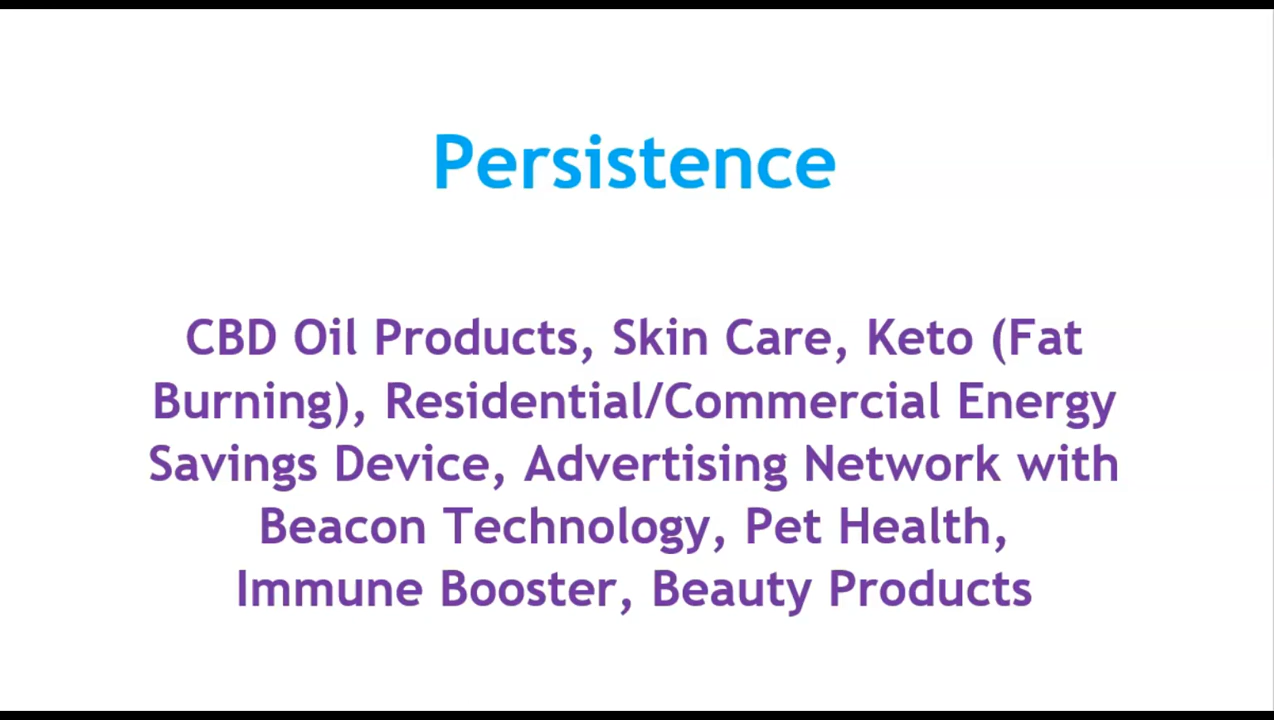 Persistence
CBD Oil Products, Skin Care, Keto (Fat
Burning), Residential/Commercial Energy
Savings Device, Advertising Network with
Beacon Technology, Pet Health,
Immune Booster, Beauty Products